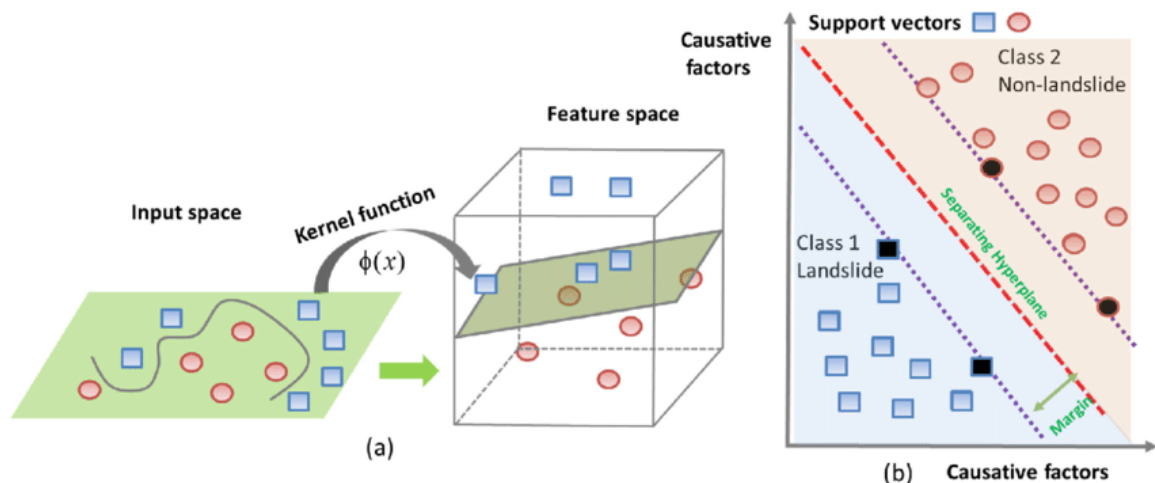 Input space
Kernel function
ϕ(x)
Feature space
(a)
Support vectors
Causative
factors
Class 2
Non-landslide
Separating Hyperplane
Class 1
Landslide
Margin
(b)
Causative factors